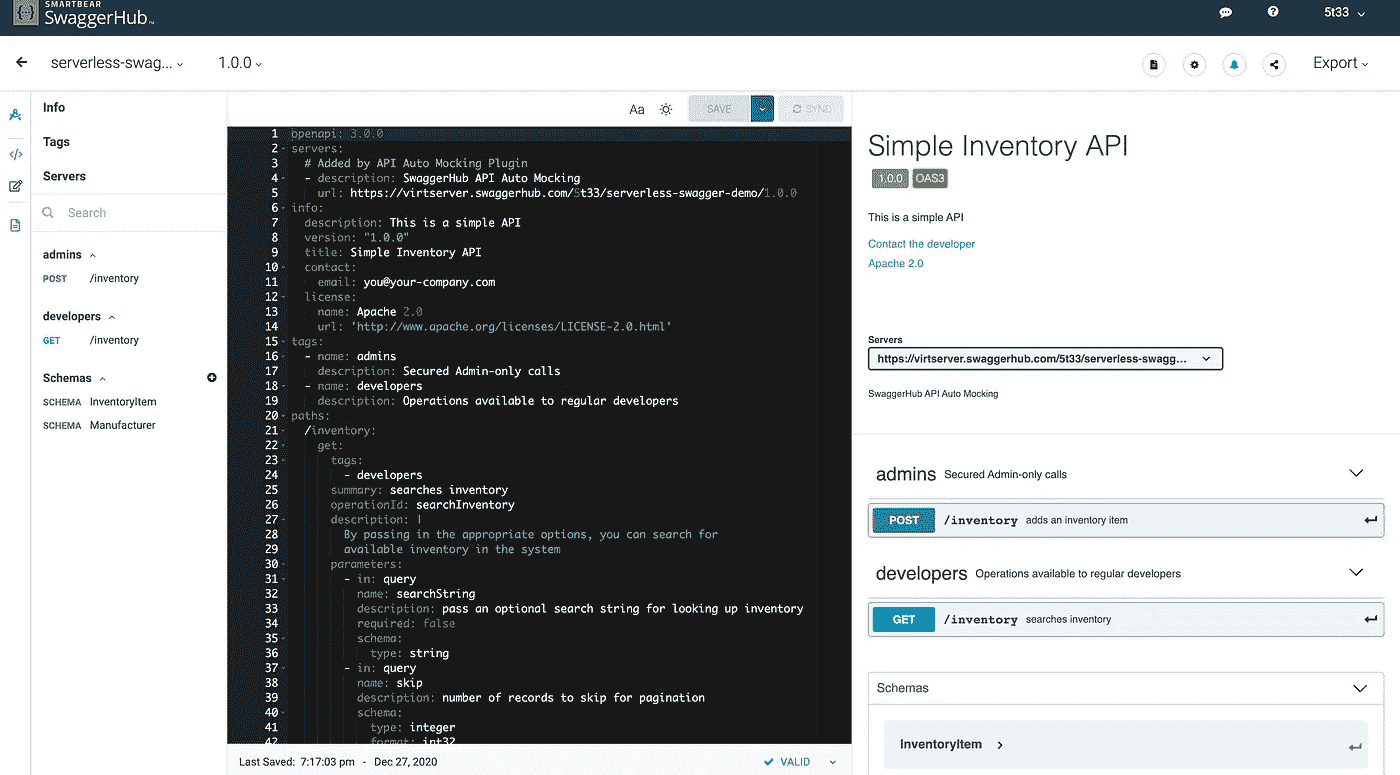 SMARTBEAR
SwaggerHub™
5t33
serverless-swag...
1.0.0
Export
Info
Tags
Servers
Search
admins
POST /inventory
developers
GET /inventory
Schemas
SCHEMA InventoryItem
SCHEMA Manufacturer
Aa
SAVE
SYNC
1 openapi: 3.0.0
2 servers:
3 # Added by API Auto Mocking Plugin
4 - description: SwaggerHub API Auto Mocking
5 url: https://virtserver.swaggerhub.com/5t33/serverless-swagger-demo/1.0.0
6 info:
7 description: This is a simple API
8 version: "1.0.0"
9 title: Simple Inventory API
10 contact:
11 email: you@your-company.com
12 license:
13 name: Apache 2.0
14 url: 'http://www.apache.org/licenses/LICENSE-2.0.html'
15 tags:
16 - name: admins
17 description: Secured Admin-only calls
18 - name: developers
19 description: Operations available to regular developers
20 paths:
21 /inventory:
22 get:
23 tags:
24 - developers
25 summary: searches inventory
26 operationId: searchInventory
27 description: |
28 By passing in the appropriate options, you can search for
29 available inventory in the system
30 parameters:
31 - in: query
32 name: searchString
33 description: pass an optional search string for looking up inventory
34 required: false
35 schema:
36 type: string
37 - in: query
38 name: skip
39 description: number of records to skip for pagination
40 schema:
41 type: integer
42 format: int32
Last Saved: 7:17:03 pm - Dec 27, 2020
VALID
Simple Inventory API
1.0.0 OAS3
This is a simple API
Contact the developer
Apache 2.0
Servers
https://virtserver.swaggerhub.com/5t33/serverless-swagg...
SwaggerHub API Auto Mocking
admins Secured Admin-only calls
POST /inventory adds an inventory item
developers Operations available to regular developers
GET /inventory searches inventory
Schemas
InventoryItem